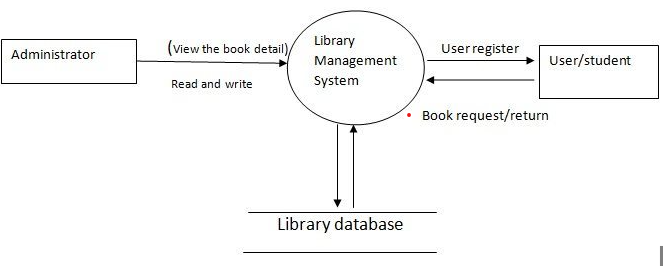 Administrator
(View the book detail)
Read and write
Library
Management
System
User register
User/student
Book request/return
Library database